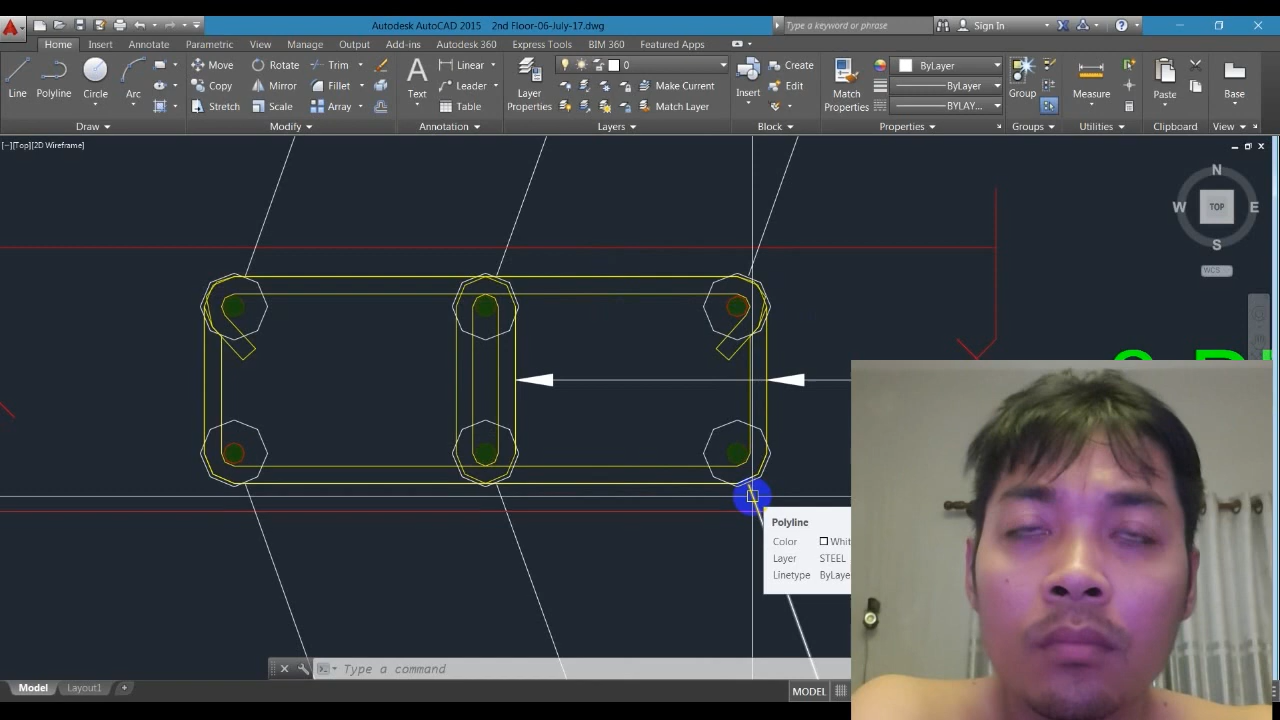 Autodesk AutoCAD 2015 2nd Floor-06-July-17.dwg
Type a keyword or phrase
Sign In
Home Insert Annotate Parametric View Manage Output Add-ins Autodesk 360 Express Tools BIM 360 Featured Apps
Line Polyline Circle Arc
Move Rotate Trim
Copy Mirror Fillet
Stretch Scale Array
Text
Linear
Leader
Table
Layer Properties
0
Make Current
Match Layer
Insert
Create
Edit
Match Properties
ByLayer
ByLayer
BYLAY...
Group
Measure
Paste
Base
Draw Modify Annotation Layers Block Properties Groups Utilities Clipboard View
[−][Top][2D Wireframe]
N
W TOP E
S
WCS
Polyline
Color Whit
Layer STEEL
Linetype ByLaye
Type a command
Model Layout1 +
MODEL